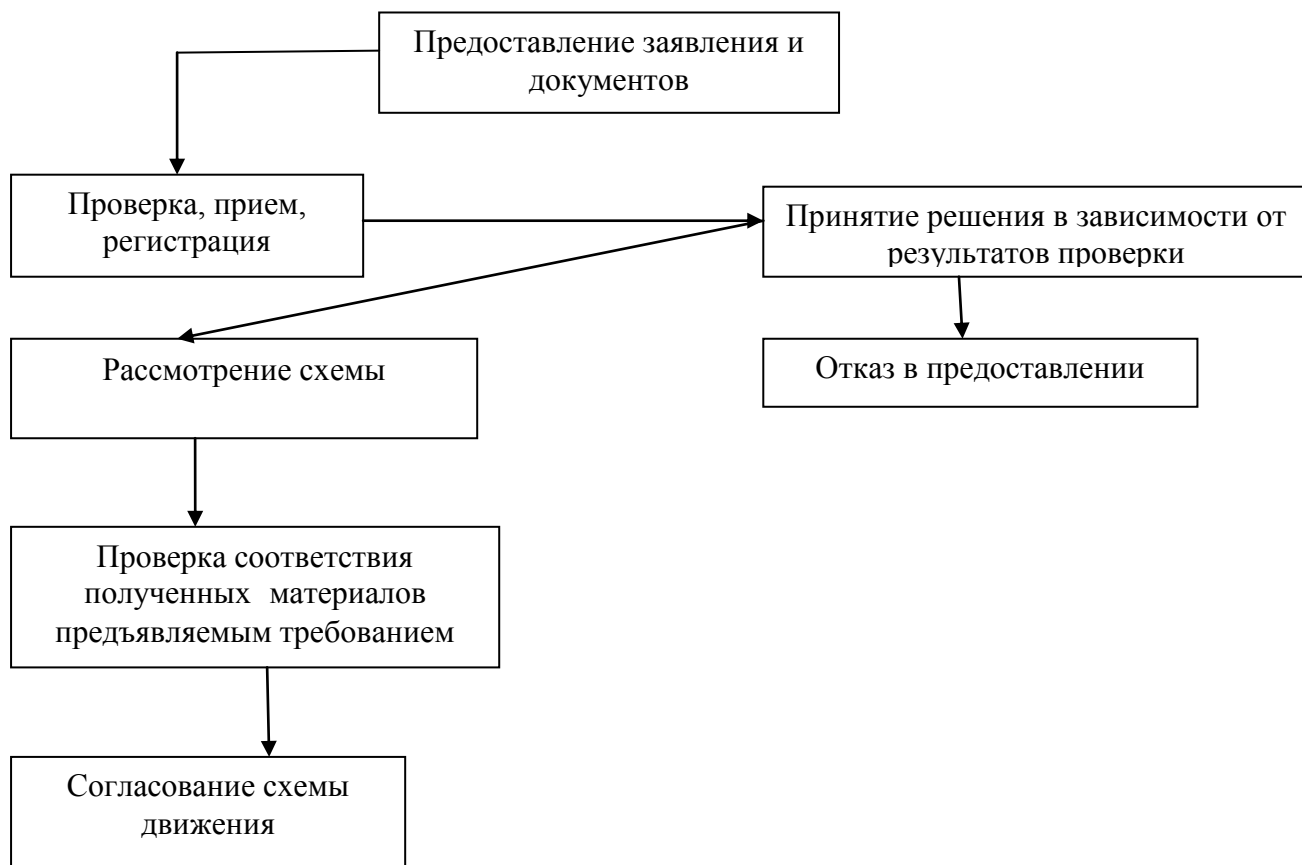 Предоставление заявления и
документов
Проверка, прием,
регистрация
Принятие решения в зависимости от
результатов проверки
Рассмотрение схемы
Отказ в предоставлении
Проверка соответствия
полученных материалов
предъявляемым требованием
Согласование схемы
движения